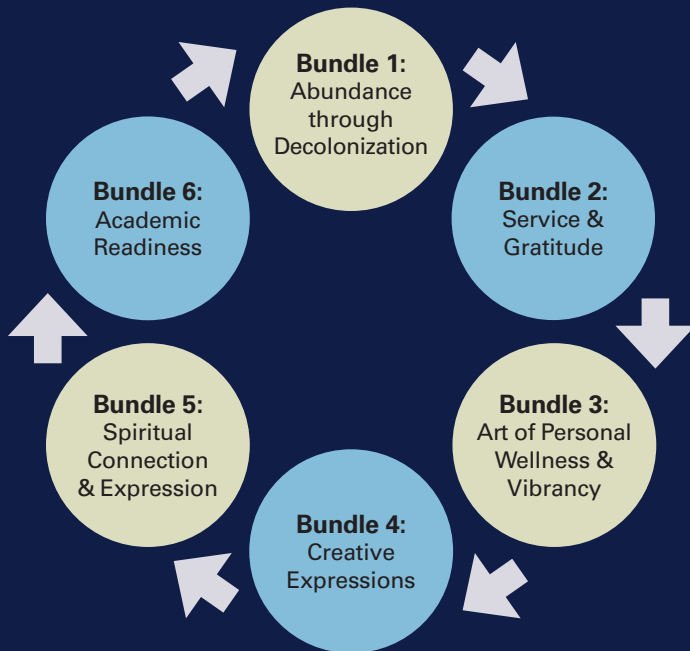 Bundle 1:
Abundance
through
Decolonization
Bundle 2:
Service &
Gratitude
Bundle 3:
Art of Personal
Wellness &
Vibrancy
Bundle 4:
Creative
Expressions
Bundle 5:
Spiritual
Connection
& Expression
Bundle 6:
Academic
Readiness